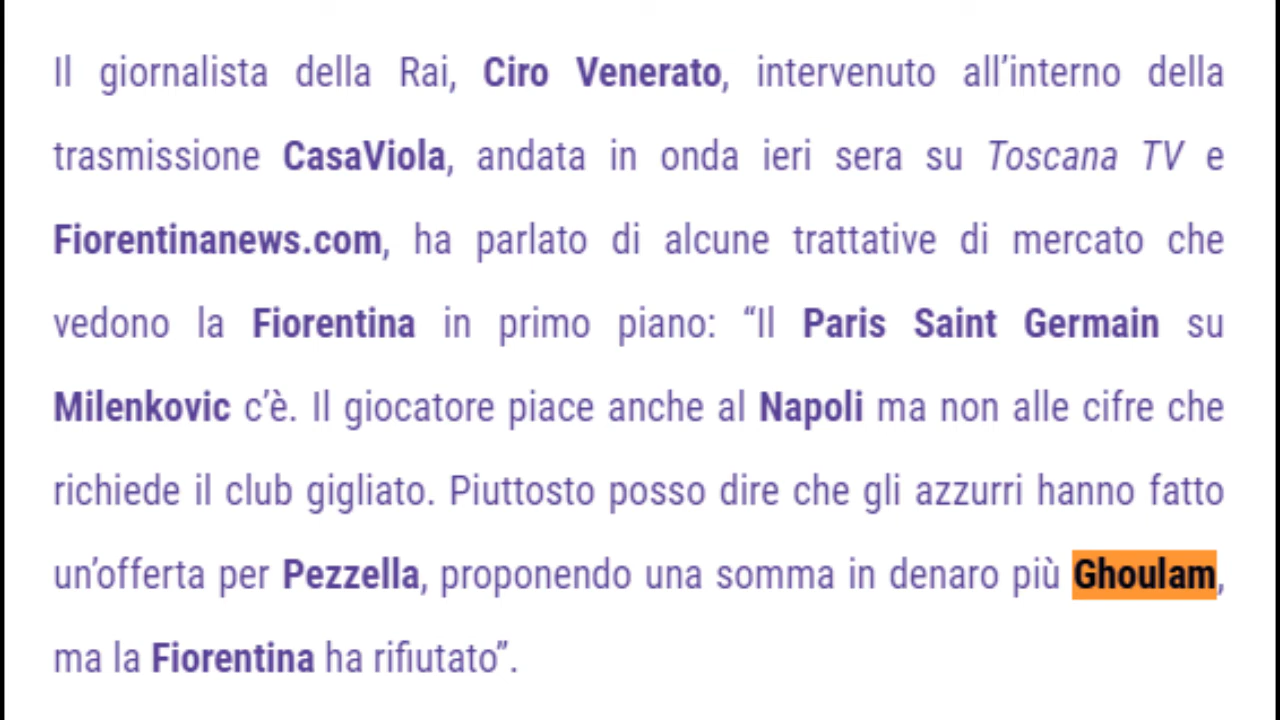 Il giornalista della Rai, Ciro Venerato, intervenuto all’interno della
trasmissione CasaViola, andata in onda ieri sera su Toscana TV e
Fiorentinanews.com, ha parlato di alcune trattative di mercato che
vedono la Fiorentina in primo piano: “Il Paris Saint Germain su
Milenkovic c’è. Il giocatore piace anche al Napoli ma non alle cifre che
richiede il club gigliato. Piuttosto posso dire che gli azzurri hanno fatto
un’offerta per Pezzella, proponendo una somma in denaro più Ghoulam,
ma la Fiorentina ha rifiutato”.